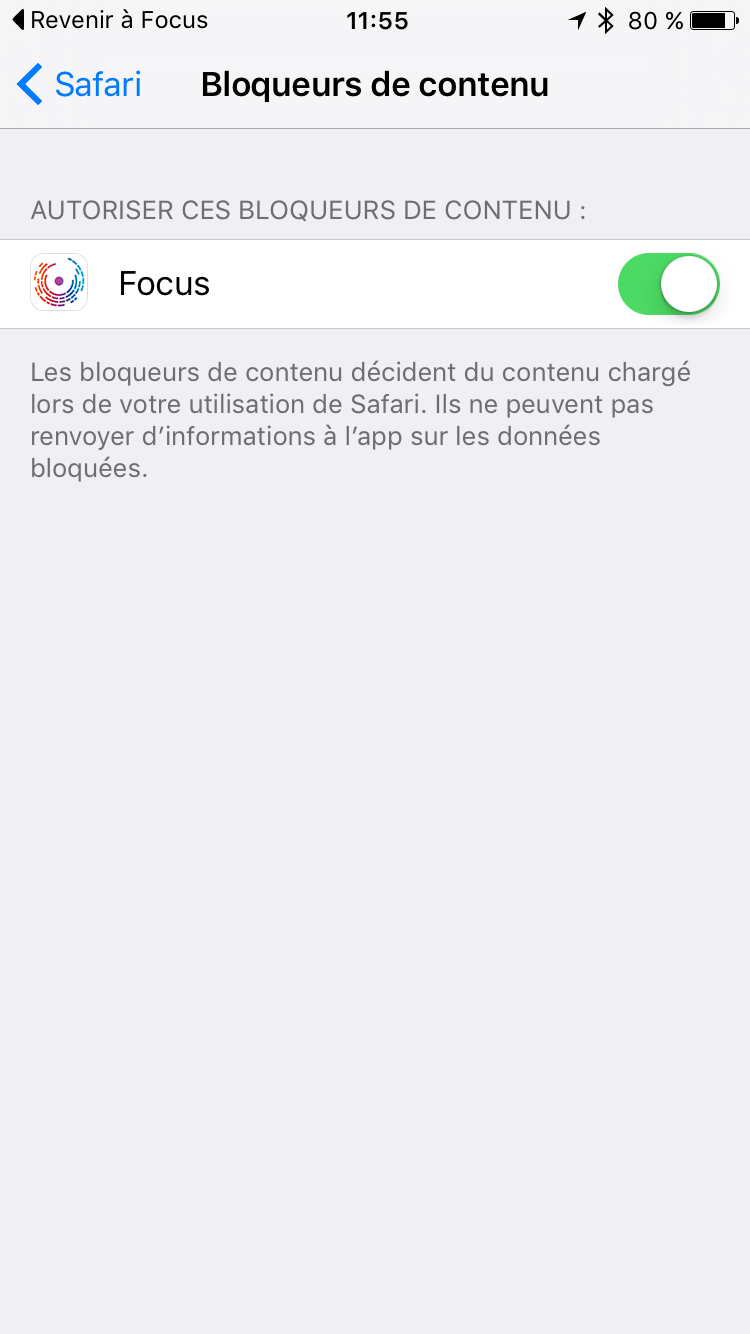 Revenir à Focus 11:55 80 %
Safari Bloqueurs de contenu
AUTORISER CES BLOQUEURS DE CONTENU :
Focus
Les bloqueurs de contenu décident du contenu chargé
lors de votre utilisation de Safari. Ils ne peuvent pas
renvoyer d’informations à l’app sur les données
bloquées.